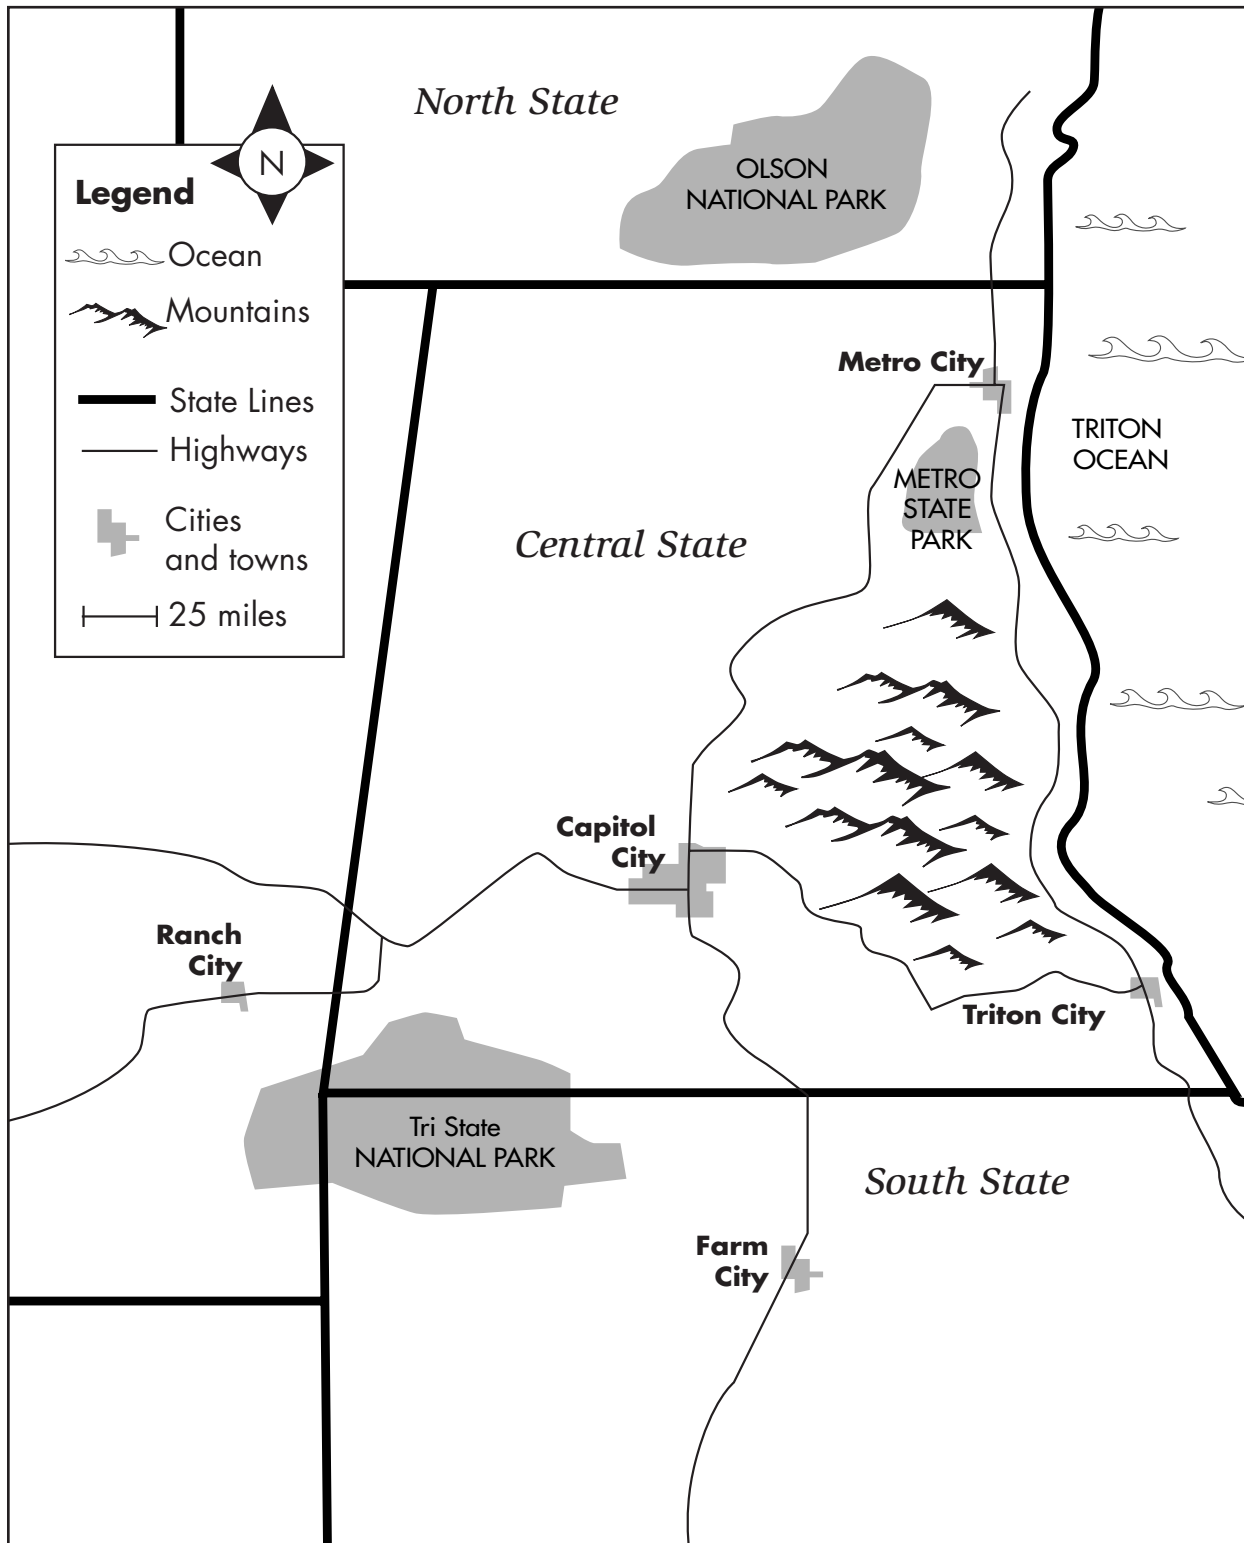 North State
N
Legend
Ocean
Mountains
State Lines
Highways
Cities
and towns
25 miles
OLSON
NATIONAL PARK
Metro City
TRITON
OCEAN
METRO
STATE
PARK
Central State
Capitol
City
Ranch
City
Triton City
Tri State
NATIONAL PARK
South State
Farm
City